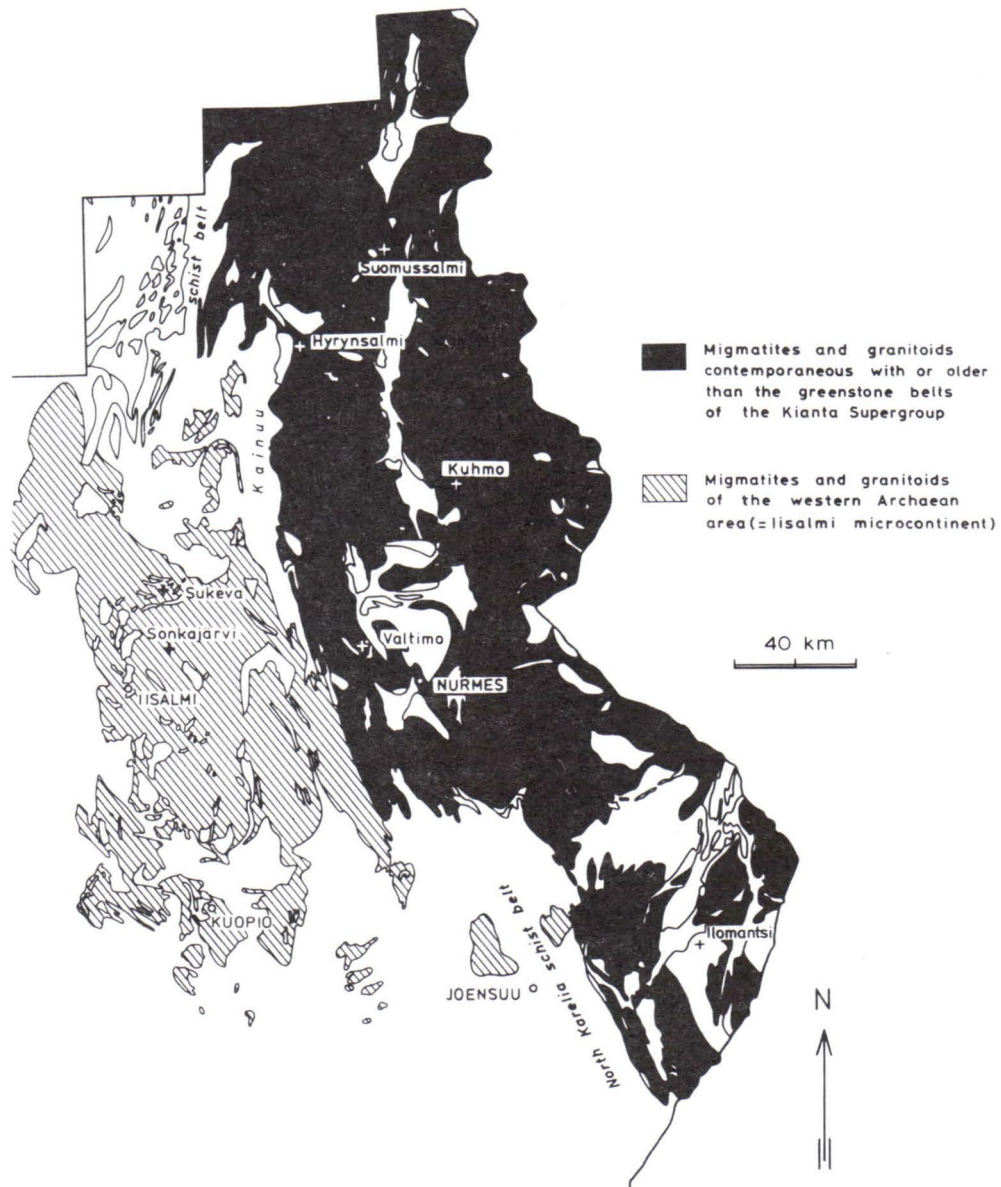 schist belt
Suomussalmi
Hyrynsalmi
Kainuu
Kuhmo
Sukeva
Sonkajärvi
Valtimo
IISALMI
NURMES
KUOPIO
JOENSUU
North Karelia schist belt
Ilomantsi
Migmatites and granitoids
contemporaneous with or older
than the greenstone belts
of the Kianta Supergroup
Migmatites and granitoids
of the western Archaean
area(=Iisalmi microcontinent)
40 km
N